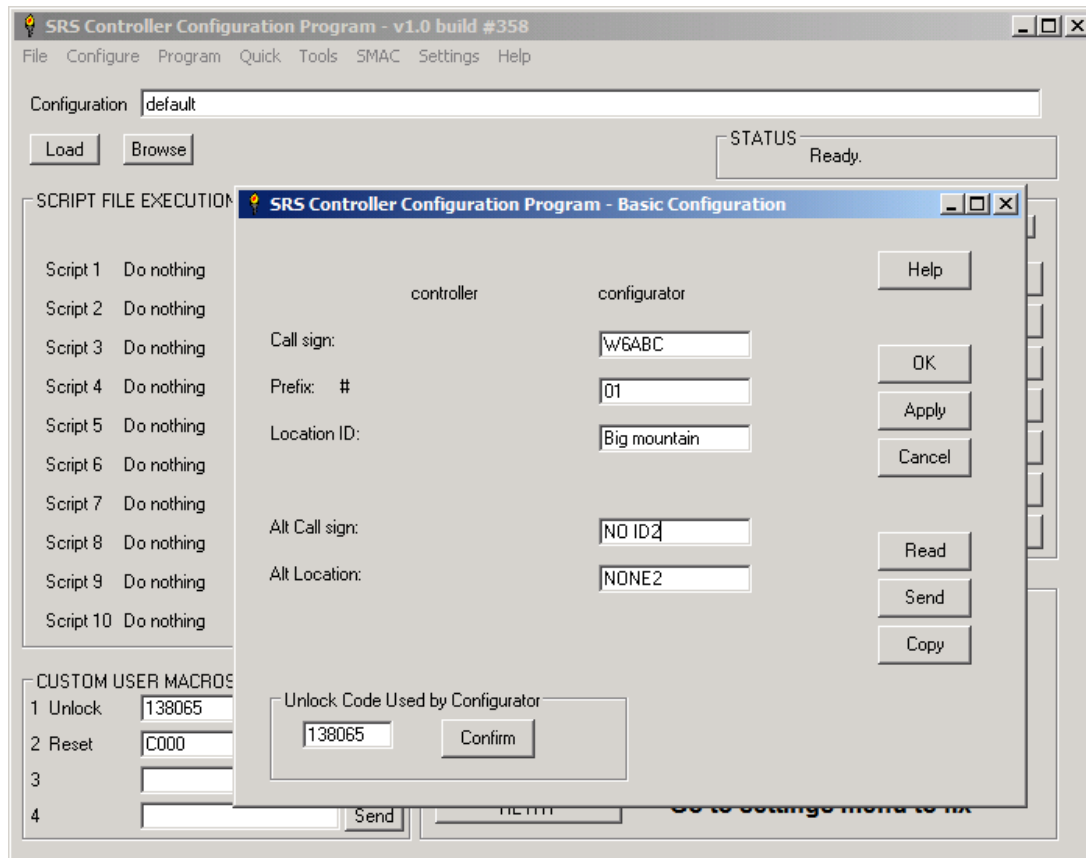 SRS Controller Configuration Program - v1.0 build #358
File Configure Program Quick Tools SMAC Settings Help
Configuration default
Load Browse
STATUS
Ready.
SCRIPT FILE EXECUTION
Script 1 Do nothing
Script 2 Do nothing
Script 3 Do nothing
Script 4 Do nothing
Script 5 Do nothing
Script 6 Do nothing
Script 7 Do nothing
Script 8 Do nothing
Script 9 Do nothing
Script 10 Do nothing
CUSTOM USER MACROS
1 Unlock 138065
2 Reset C000
3
4 Send
SRS Controller Configuration Program - Basic Configuration
Help
controller configurator
Call sign: W6ABC
OK
Prefix: # 01
Apply
Location ID: Big mountain
Cancel
Alt Call sign: NO ID2
Read
Alt Location: NONE2
Send
Copy
Unlock Code Used by Configurator
138065 Confirm
Go to settings menu to fix